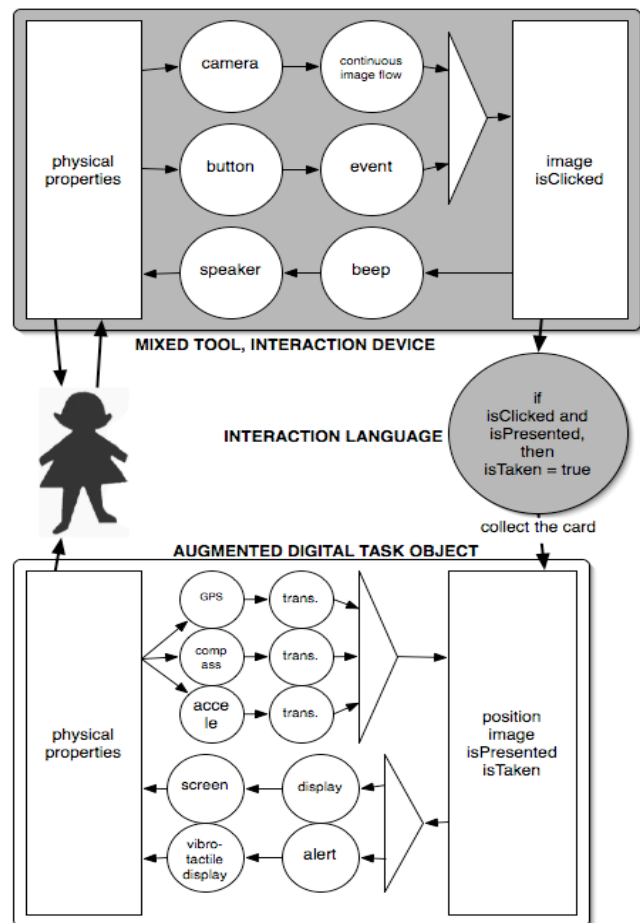 camera
continuous
image flow
physical
properties
button
event
image
isClicked
speaker
beep
MIXED TOOL, INTERACTION DEVICE
INTERACTION LANGUAGE
if
isClicked and
isPresented,
then
isTaken = true
collect the card
AUGMENTED DIGITAL TASK OBJECT
GPS
trans.
comp
ass
trans.
acce
le
trans.
physical
properties
position
image
isPresented
isTaken
screen
display
vibro-
tactile
display
alert